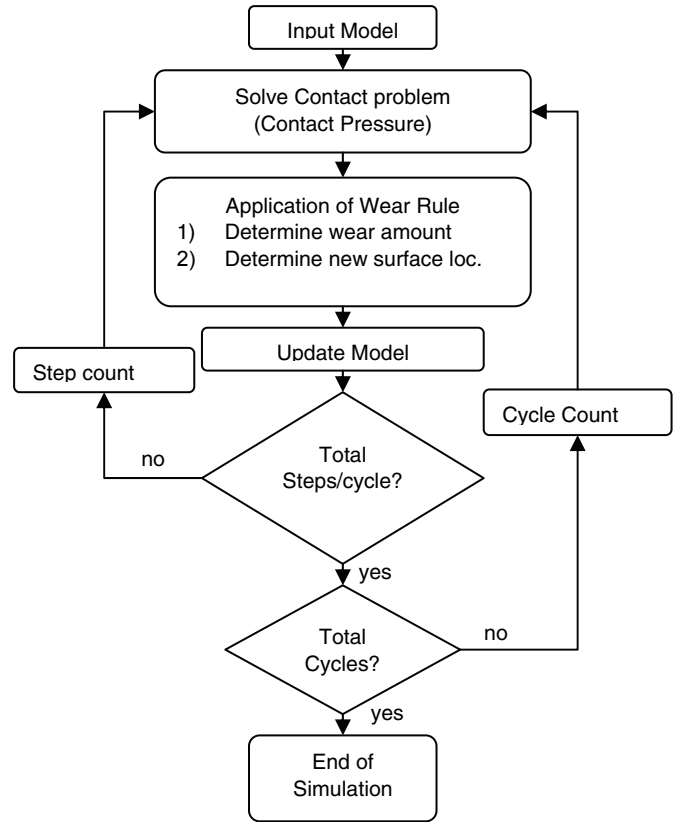 Input Model
Solve Contact problem
(Contact Pressure)
Application of Wear Rule
1) Determine wear amount
2) Determine new surface loc.
Update Model
Step count
Cycle Count
Total
Steps/cycle?
no
yes
Total
Cycles?
no
yes
End of
Simulation